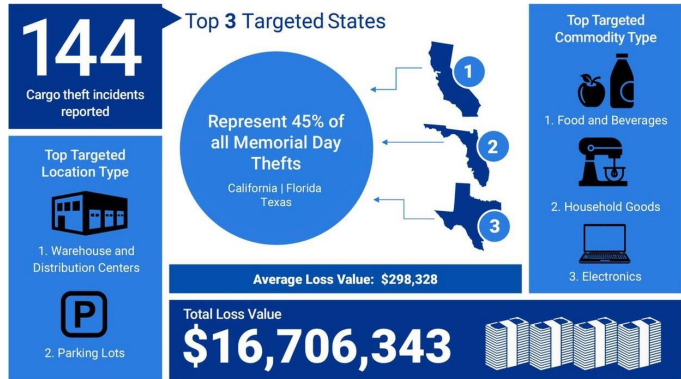 144
Cargo theft incidents
reported
Top 3 Targeted States
Represent 45% of
all Memorial Day
Thefts
California | Florida
Texas
1
2
3
Top Targeted
Commodity Type
1. Food and Beverages
2. Household Goods
3. Electronics
Top Targeted
Location Type
1. Warehouse and
Distribution Centers
P
2. Parking Lots
Average Loss Value: $298,328
Total Loss Value
$16,706,343